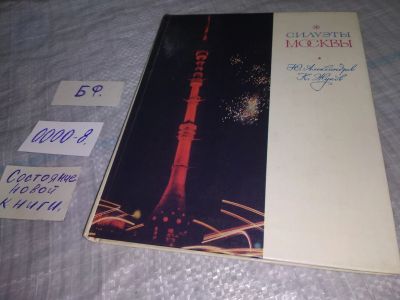 СИЛУЭТЫ
МОСКВЫ
Ю. Александров
К. Жуков
БФ.
0000-8.
Состояние
новой
книги.